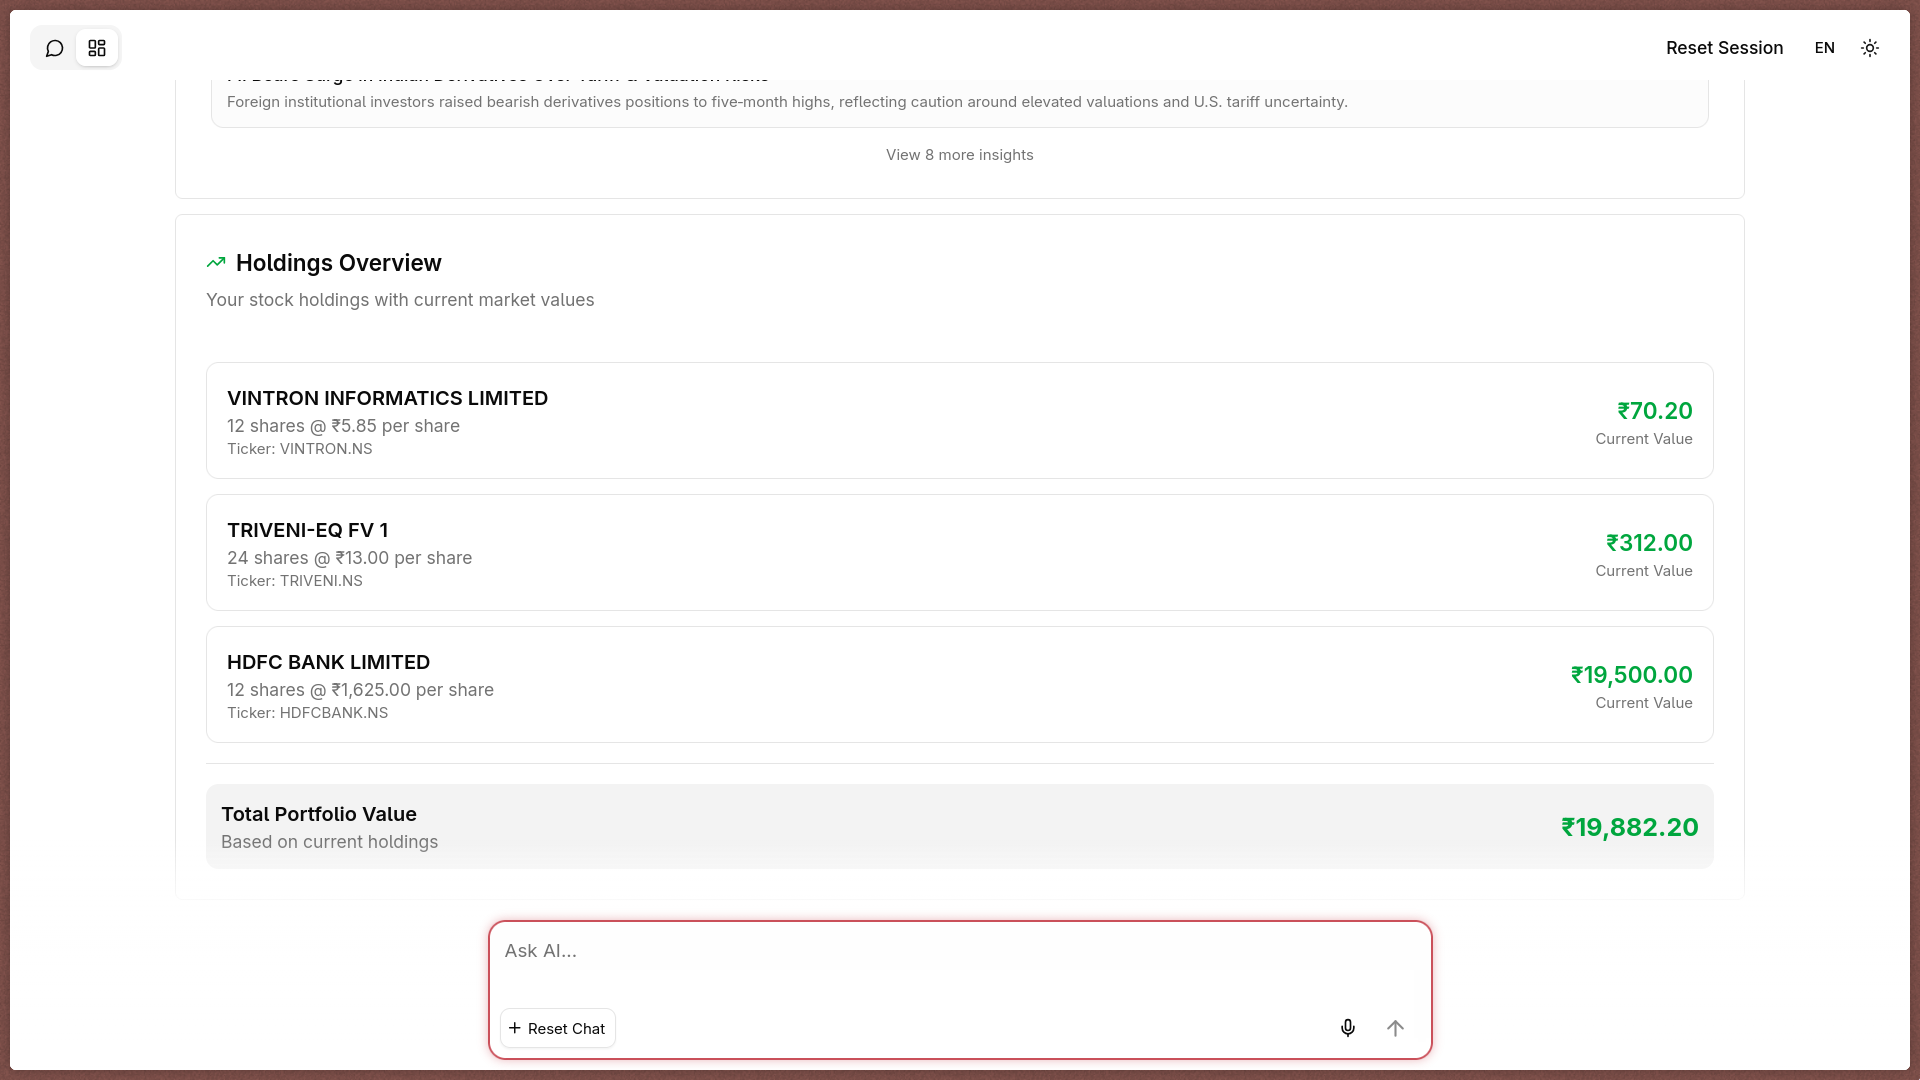 Reset Session
EN
Foreign institutional investors raised bearish derivatives positions to five-month highs, reflecting caution around elevated valuations and U.S. tariff uncertainty.
View 8 more insights
Holdings Overview
Your stock holdings with current market values
VINTRON INFORMATICS LIMITED
12 shares @ ₹5.85 per share
Ticker: VINTRON.NS
₹70.20
Current Value
TRIVENI-EQ FV 1
24 shares @ ₹13.00 per share
Ticker: TRIVENI.NS
₹312.00
Current Value
HDFC BANK LIMITED
12 shares @ ₹1,625.00 per share
Ticker: HDFCBANK.NS
₹19,500.00
Current Value
Total Portfolio Value
Based on current holdings
₹19,882.20
Ask AI...
Reset Chat